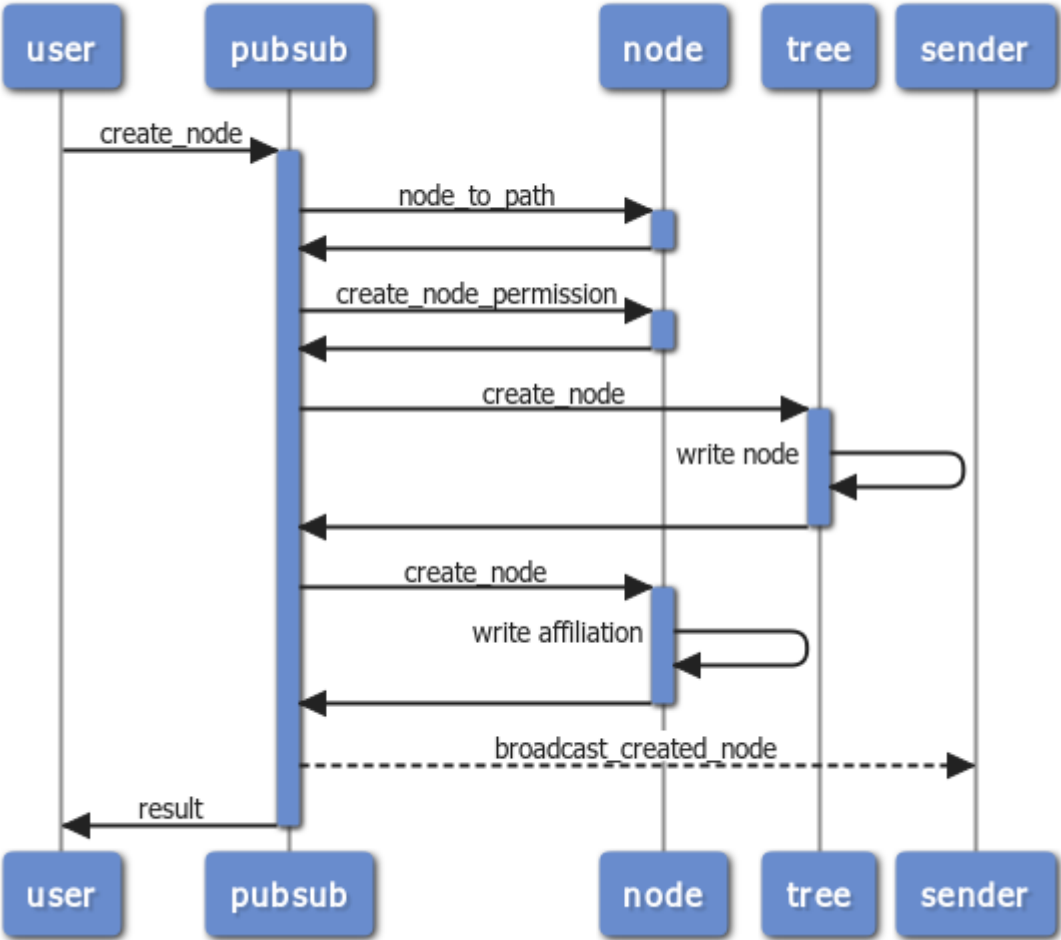 user
pubsub
node
tree
sender
create_node
node_to_path
create_node_permission
create_node
write node
create_node
write affiliation
broadcast_created_node
result
user
pubsub
node
tree
sender